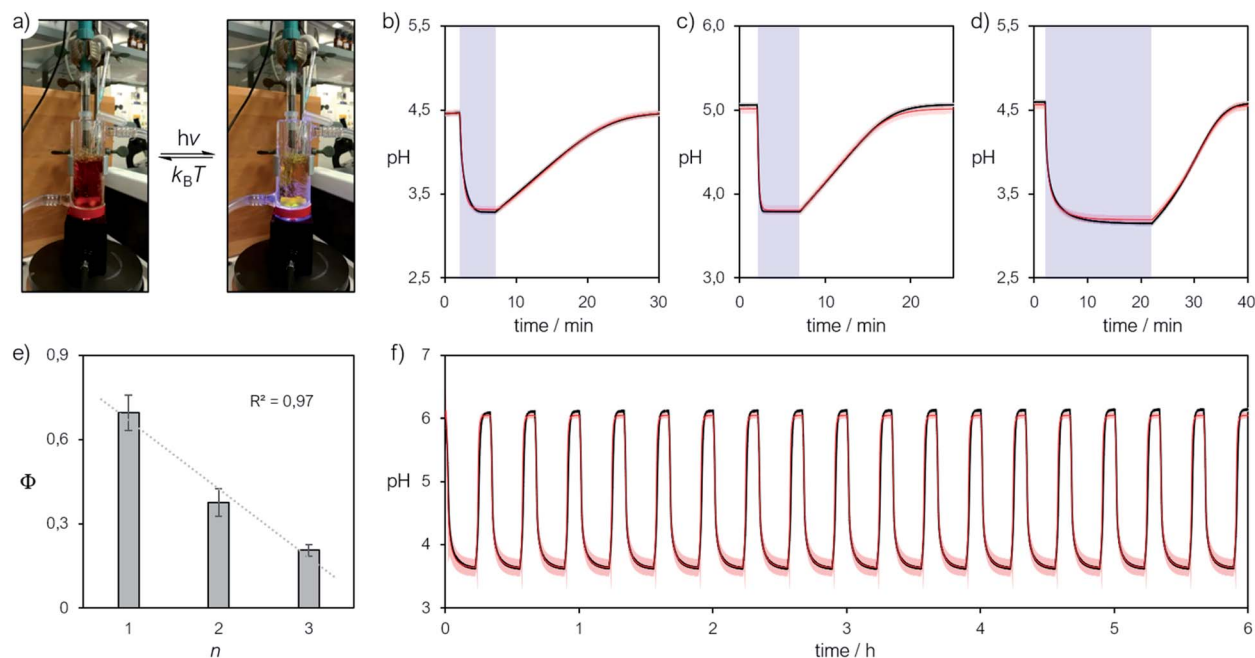 a)
hν
k_BT
b)
5,5
4,5
pH
3,5
2,5
0 10 20 30
time / min
c)
6,0
5,0
pH
4,0
3,0
0 10 20
time / min
d)
5,5
4,5
pH
3,5
2,5
0 10 20 30 40
time / min
e)
0,9
R² = 0,97
0,6
Φ
0,3
0
1 2 3
n
f)
7
6
5
pH
4
3
0 1 2 3 4 5 6
time / h